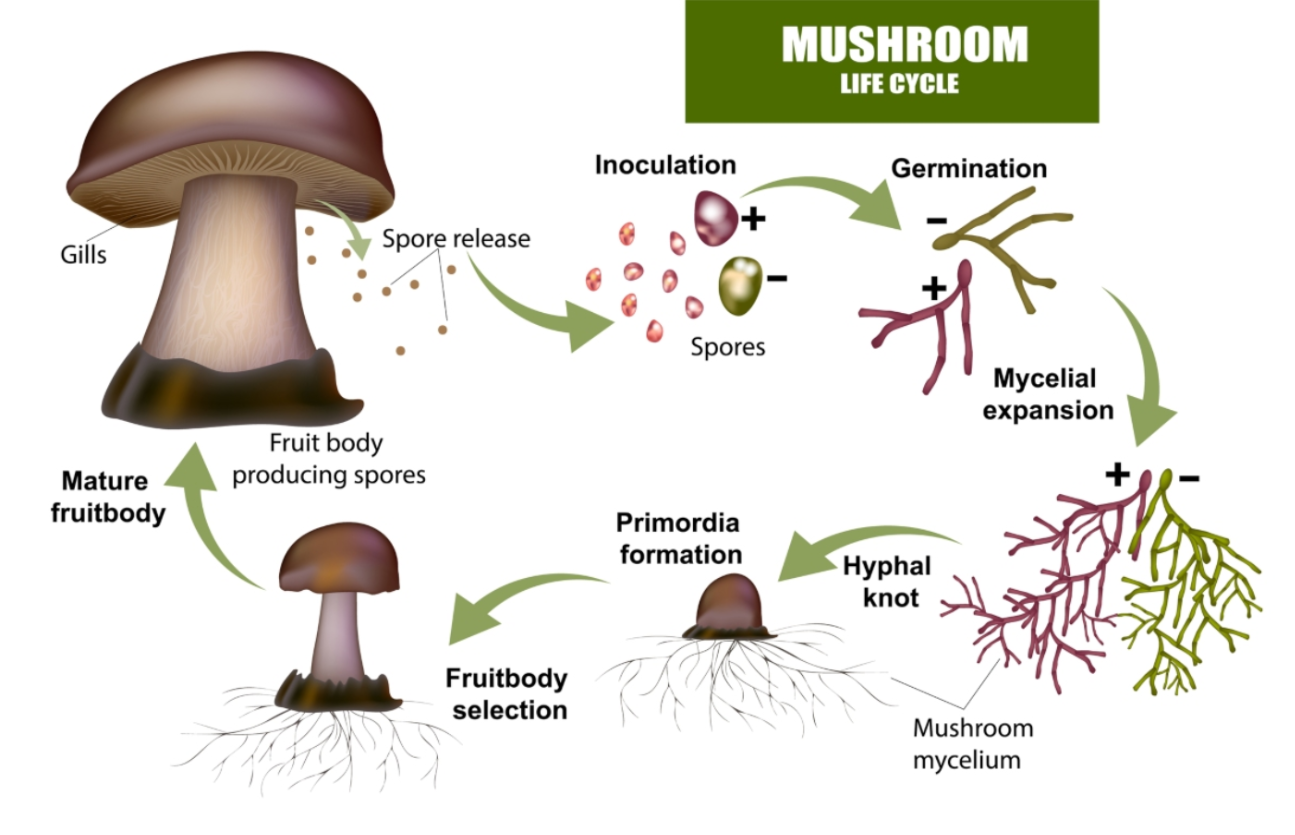 MUSHROOM
LIFE CYCLE
Inoculation
Germination
+
-
-
+
Gills
Spore release
Spores
Mycelial
expansion
Fruit body
producing spores
Mature
fruitbody
+
-
Primordia
formation
Hyphal
knot
Fruitbody
selection
Mushroom
mycelium